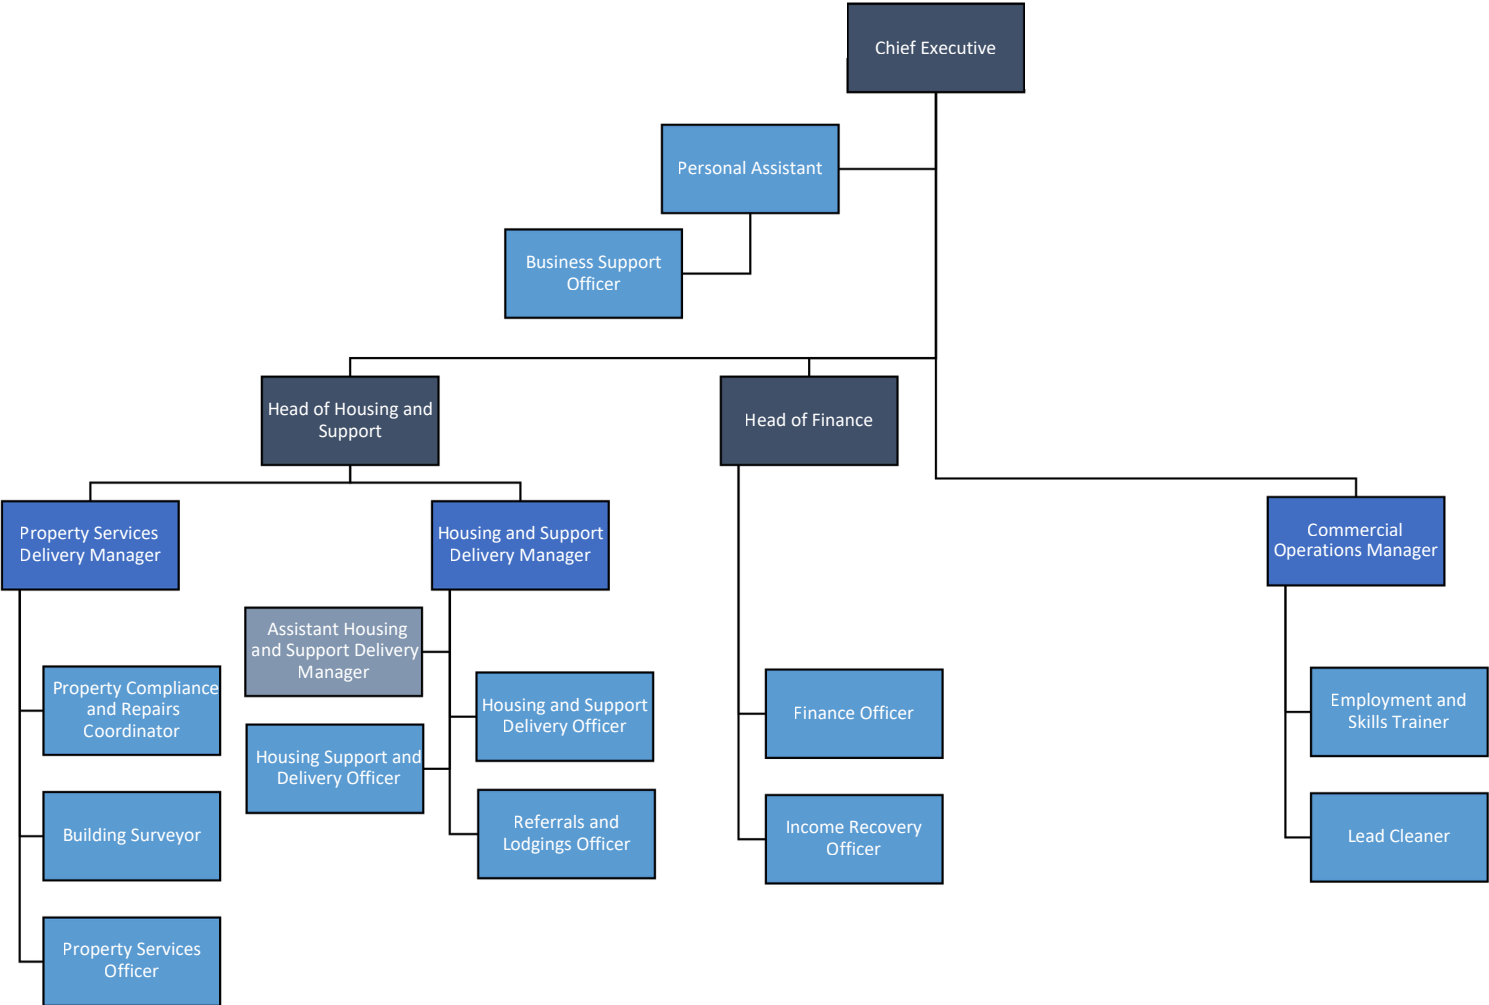 Chief Executive
Personal Assistant
Business Support
Officer
Head of Housing and
Support
Head of Finance
Property Services
Delivery Manager
Housing and Support
Delivery Manager
Commercial
Operations Manager
Assistant Housing
and Support Delivery
Manager
Property Compliance
and Repairs
Coordinator
Housing and Support
Delivery Officer
Finance Officer
Employment and
Skills Trainer
Housing Support and
Delivery Officer
Building Surveyor
Referrals and
Lodgings Officer
Income Recovery
Officer
Lead Cleaner
Property Services
Officer